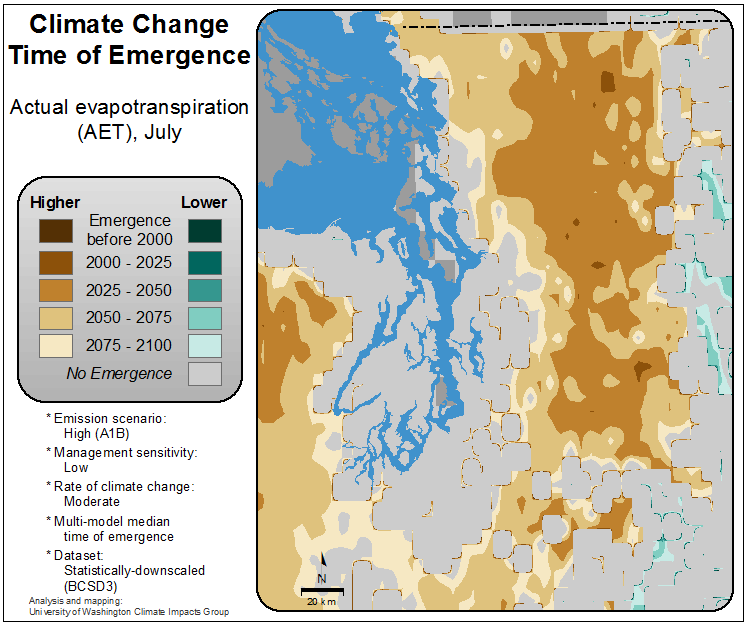 Climate Change
Time of Emergence
Actual evapotranspiration
(AET), July
Higher Lower
Emergence
before 2000
2000 - 2025
2025 - 2050
2050 - 2075
2075 - 2100
No Emergence
* Emission scenario:
High (A1B)
* Management sensitivity:
Low
* Rate of climate change:
Moderate
* Multi-model median
time of emergence
* Dataset:
Statistically-downscaled
(BCSD3)
Analysis and mapping:
University of Washington Climate Impacts Group
N
20 km